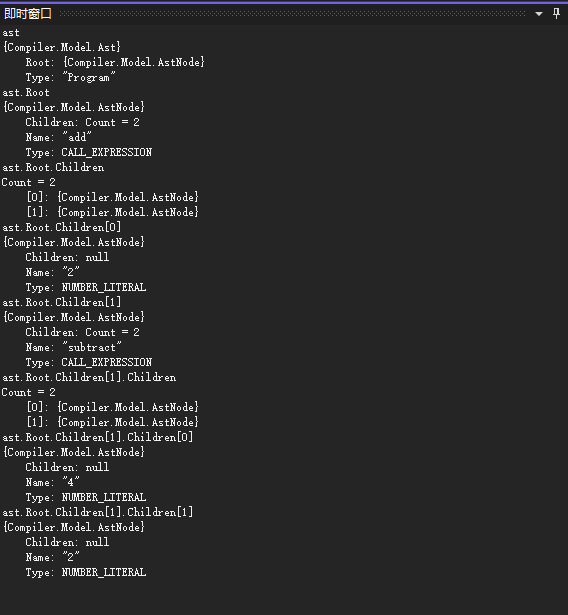 即时窗口
ast
{Compiler.Model.Ast}
    Root: {Compiler.Model.AstNode}
    Type: "Program"
ast.Root
{Compiler.Model.AstNode}
    Children: Count = 2
    Name: "add"
    Type: CALL_EXPRESSION
ast.Root.Children
Count = 2
    [0]: {Compiler.Model.AstNode}
    [1]: {Compiler.Model.AstNode}
ast.Root.Children[0]
{Compiler.Model.AstNode}
    Children: null
    Name: "2"
    Type: NUMBER_LITERAL
ast.Root.Children[1]
{Compiler.Model.AstNode}
    Children: Count = 2
    Name: "subtract"
    Type: CALL_EXPRESSION
ast.Root.Children[1].Children
Count = 2
    [0]: {Compiler.Model.AstNode}
    [1]: {Compiler.Model.AstNode}
ast.Root.Children[1].Children[0]
{Compiler.Model.AstNode}
    Children: null
    Name: "4"
    Type: NUMBER_LITERAL
ast.Root.Children[1].Children[1]
{Compiler.Model.AstNode}
    Children: null
    Name: "2"
    Type: NUMBER_LITERAL